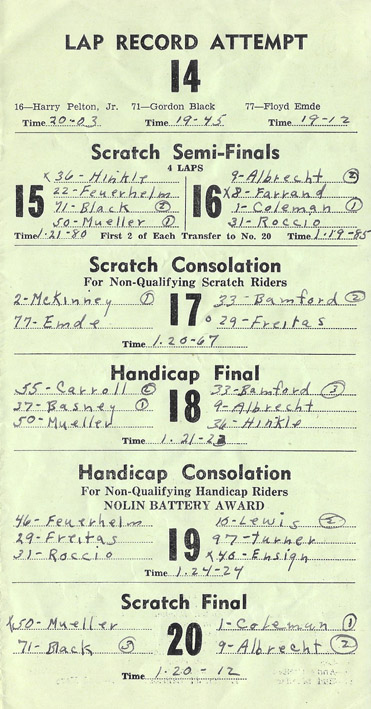 LAP RECORD ATTEMPT
14
16—Harry Pelton, Jr. 71—Gordon Black 77—Floyd Emde
Time 20-03 Time 19-45 Time 19-12
Scratch Semi-Finals
4 LAPS
15 16
x 36 - Hinkle 9-Albrecht ②
22-Feuerhelm x8- Farrand
71-Black ② 1-Coleman ①
50-Mueller ① 31-Roccio
Time 1-21-80 First 2 of Each Transfer to No. 20 Time 1-19-85
Scratch Consolation
For Non-Qualifying Scratch Riders
17
2-McKinney ① 33-Bamford ②
77-Emde 29-Freitas
Time 1-20-67
Handicap Final
18
55-Carroll ② 33-Bamford ③
37-Basney ① 9-Albrecht
50-Mueller 36-Hinkle
Time 1-21-23
Handicap Consolation
For Non-Qualifying Handicap Riders
NOLIN BATTERY AWARD
19
46-Feuerhelm 10-Lewis ②
29-Freitas 97-Turner
31-Roccio x40-Ensign
Time 1-24-24
Scratch Final
20
x50-Mueller 1-Coleman ①
71-Black ③ 9-Albrecht ②
Time 1-20-12